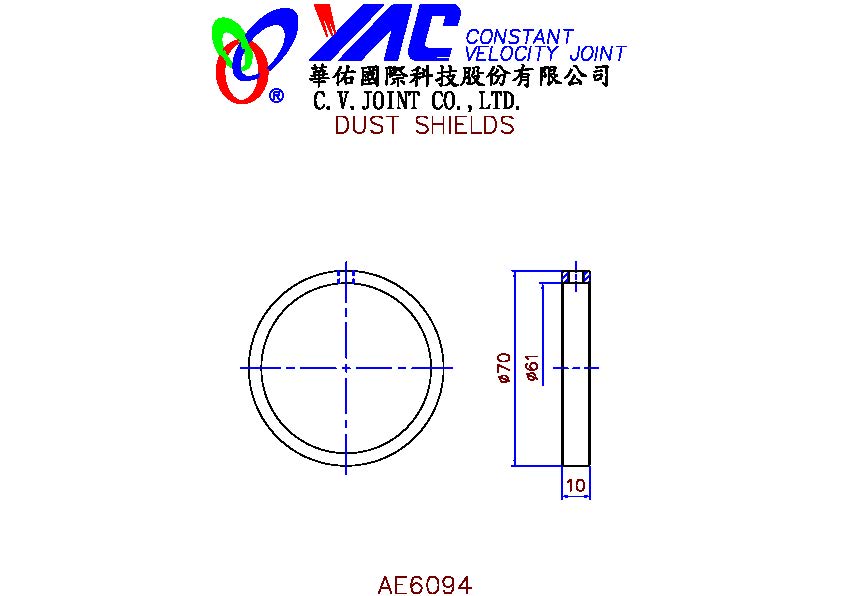 YAC CONSTANT
VELOCITY JOINT
®
華佑國際科技股份有限公司
C.V.JOINT CO.,LTD.
DUST SHIELDS
ø70
ø61
10
AE6094